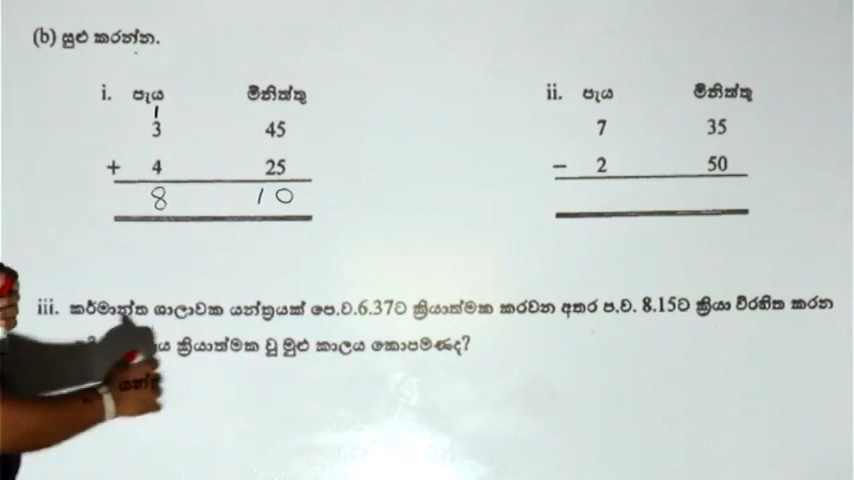 (b) සුළු කරන්න.
i. පැය මිනිත්තු
1
3 45
+ 4 25
8 10
ii. පැය මිනිත්තු
7 35
− 2 50
iii. කර්මාන්ත ශාලාවක යන්ත්‍රයක් පෙ.ව.6.37ට ක්‍රියාත්මක කරවන අතර ප.ව. 8.15ට ක්‍රියා විරහිත කරන
ක්‍රියාත්මක වූ මුළු කාලය කොපමණද?